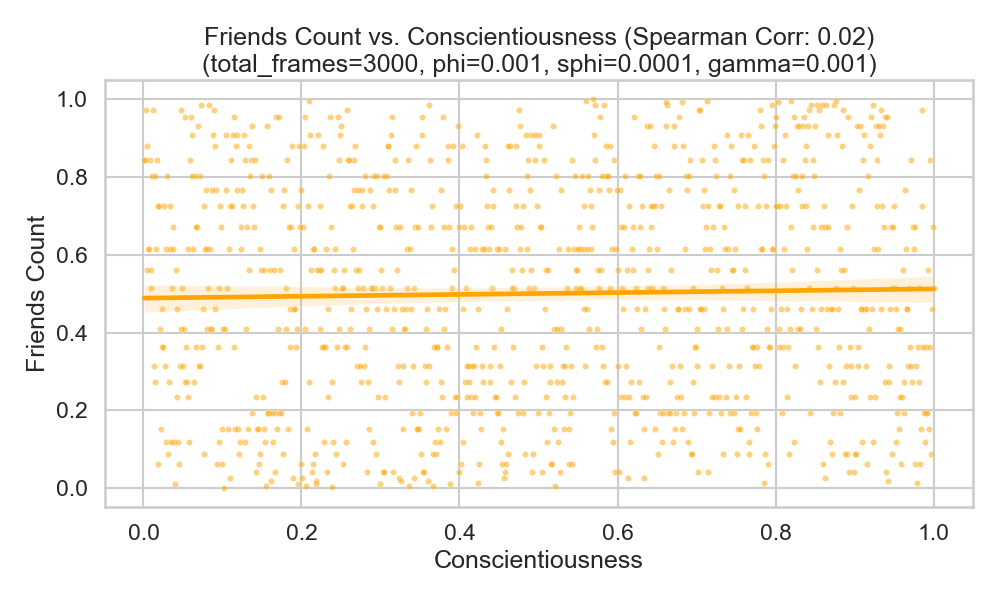 Friends Count vs. Conscientiousness (Spearman Corr: 0.02)
(total_frames=3000, phi=0.001, sphi=0.0001, gamma=0.001)
1.0
0.8
0.6
0.4
0.2
0.0
Friends Count
0.0 0.2 0.4 0.6 0.8 1.0
Conscientiousness